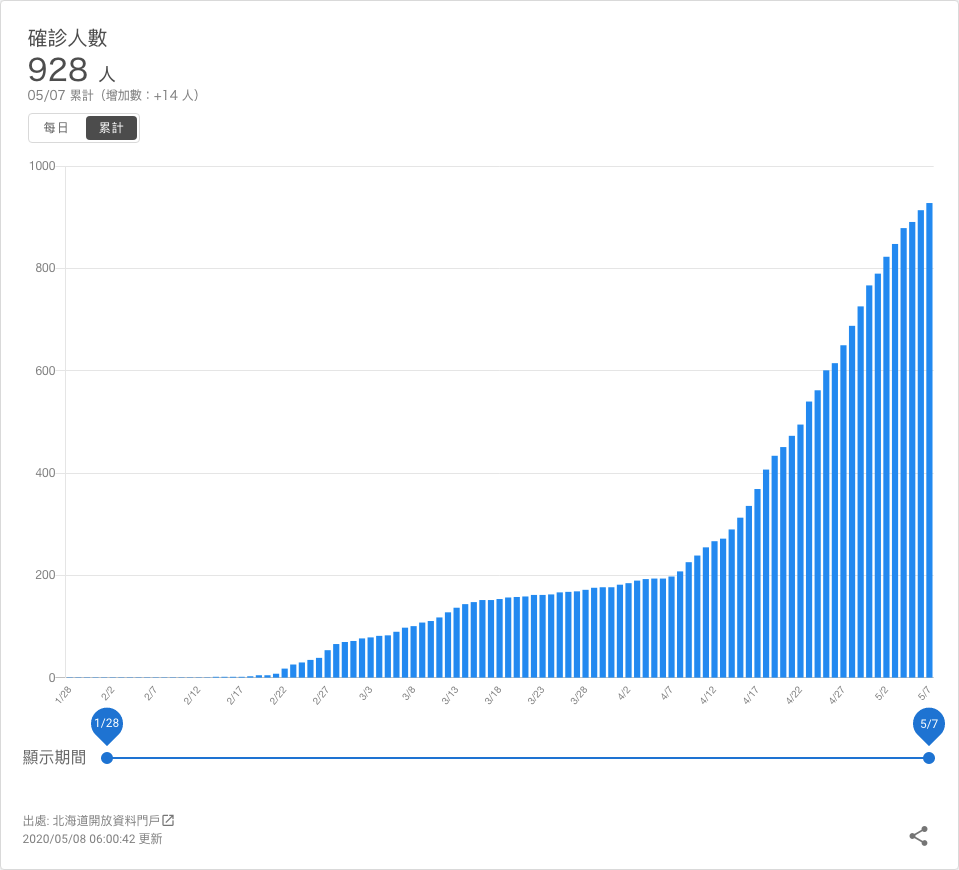 確診人數
928 人
05/07 累計（增加數：+14 人）
每日 累計
1000
800
600
400
200
0
1/28 2/2 2/7 2/12 2/17 2/22 2/27 3/3 3/8 3/13 3/18 3/23 3/28 4/2 4/7 4/12 4/17 4/22 4/27 5/2 5/7
1/28 5/7
顯示期間
出處: 北海道開放資料門戶
2020/05/08 06:00:42 更新